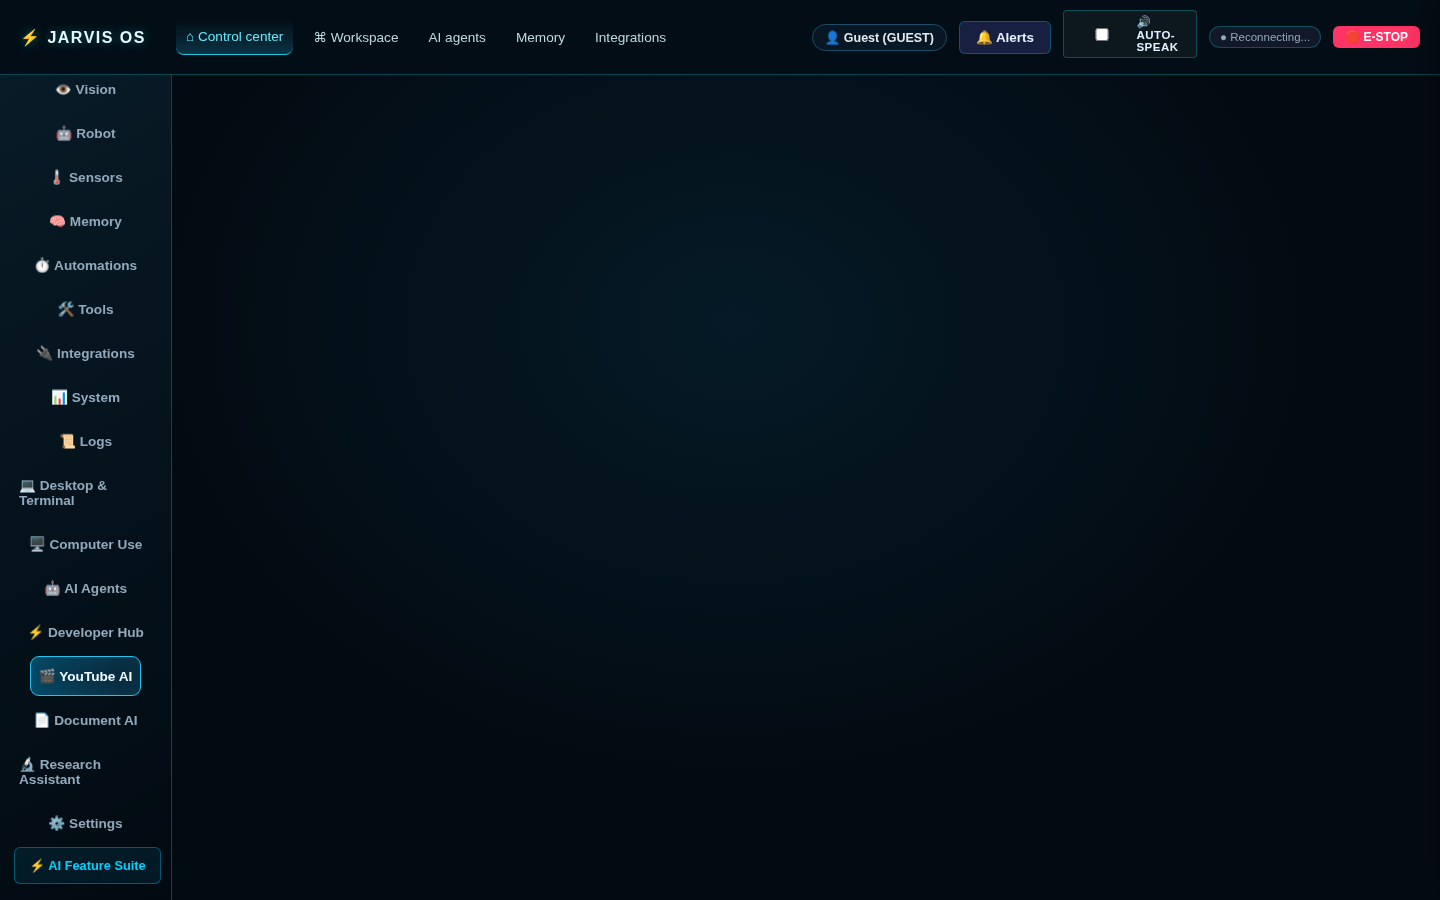 ⚡ JARVIS OS
⌂ Control center
⌘ Workspace
AI agents
Memory
Integrations
👤 Guest (GUEST)
🔔 Alerts
🔊 AUTO-
SPEAK
● Reconnecting...
🛑 E-STOP
👁️ Vision
🤖 Robot
🌡️ Sensors
🧠 Memory
⏱️ Automations
🛠️ Tools
🔌 Integrations
📊 System
📜 Logs
💻 Desktop &
Terminal
🖥️ Computer Use
🤖 AI Agents
⚡ Developer Hub
🎬 YouTube AI
📄 Document AI
🔬 Research
Assistant
⚙️ Settings
⚡ AI Feature Suite